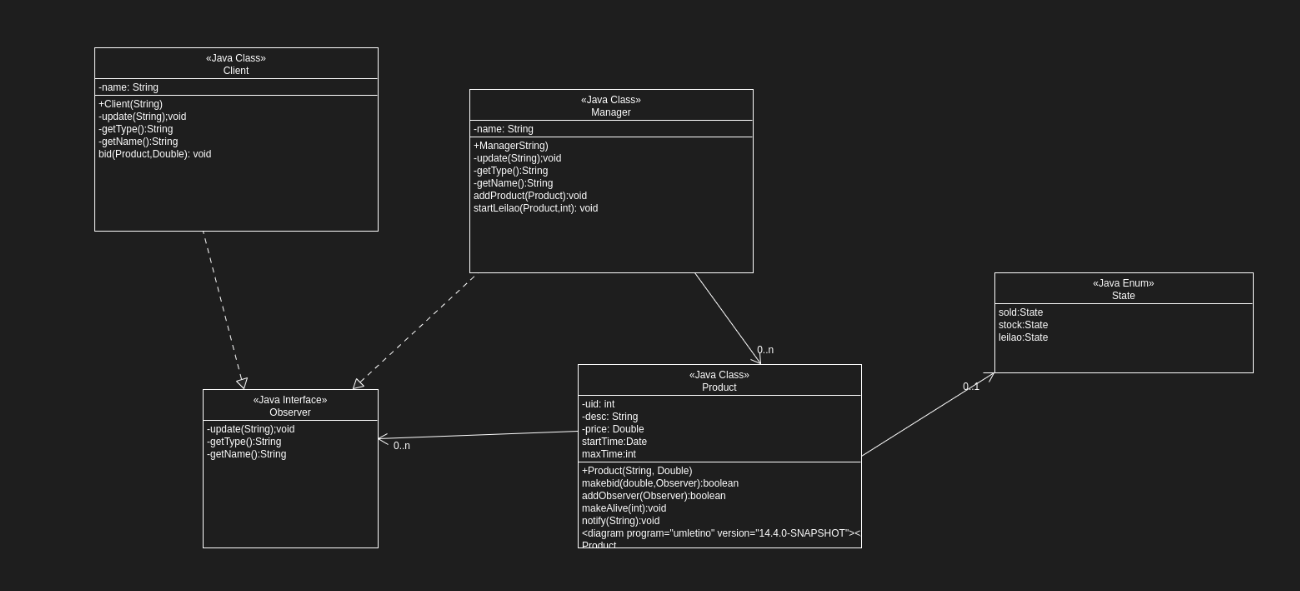 «Java Class»
Client
-name: String
+Client(String)
-update(String);void
-getType():String
-getName():String
bid(Product,Double): void
«Java Class»
Manager
-name: String
+ManagerString)
-update(String);void
-getType():String
-getName():String
addProduct(Product):void
startLeilao(Product,int): void
«Java Enum»
State
sold:State
stock:State
leilao:State
0..n
0..1
«Java Interface»
Observer
-update(String);void
-getType():String
-getName():String
0..n
«Java Class»
Product
-uid: int
-desc: String
-price: Double
startTime:Date
maxTime:int
+Product(String, Double)
makebid(double,Observer):boolean
addObserver(Observer):boolean
makeAlive(int):void
notify(String):void
<diagram program="umletino" version="14.4.0-SNAPSHOT"><
Product